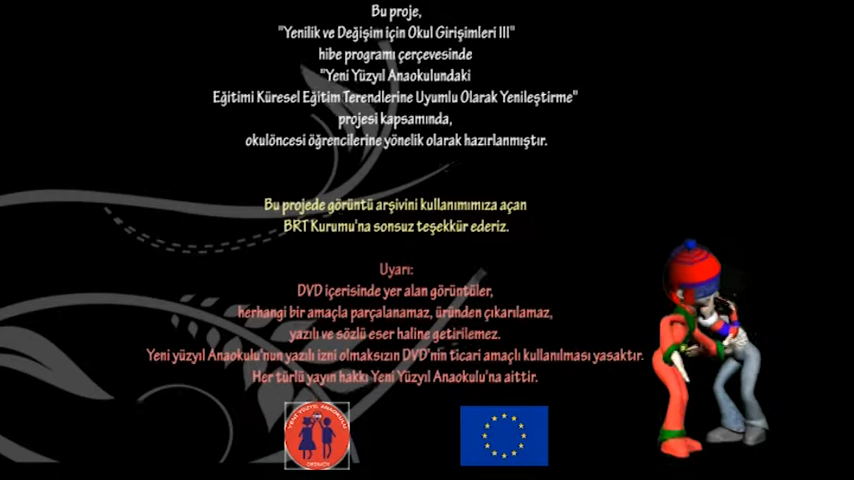 Bu proje,
"Yenilik ve Değişim için Okul Girişimleri III"
hibe programı çerçevesinde
"Yeni Yüzyıl Anaokulundaki
Eğitimi Küresel Eğitim Terendlerine Uyumlu Olarak Yenileştirme"
projesi kapsamında,
okulöncesi öğrencilerine yönelik olarak hazırlanmıştır.
Bu projede görüntü arşivini kullanımımıza açan
BRT Kurumu'na sonsuz teşekkür ederiz.
Uyarı:
DVD içerisinde yer alan görüntüler,
herhangi bir amaçla parçalanamaz, üründen çıkarılamaz,
yazılı ve sözlü eser haline getirilemez.
Yeni yüzyıl Anaokulu'nun yazılı izni olmaksızın DVD'nin ticari amaçlı kullanılması yasaktır.
Her türlü yayın hakkı Yeni Yüzyıl Anaokulu'na aittir.
YENİ YÜZYIL ANAOKULU